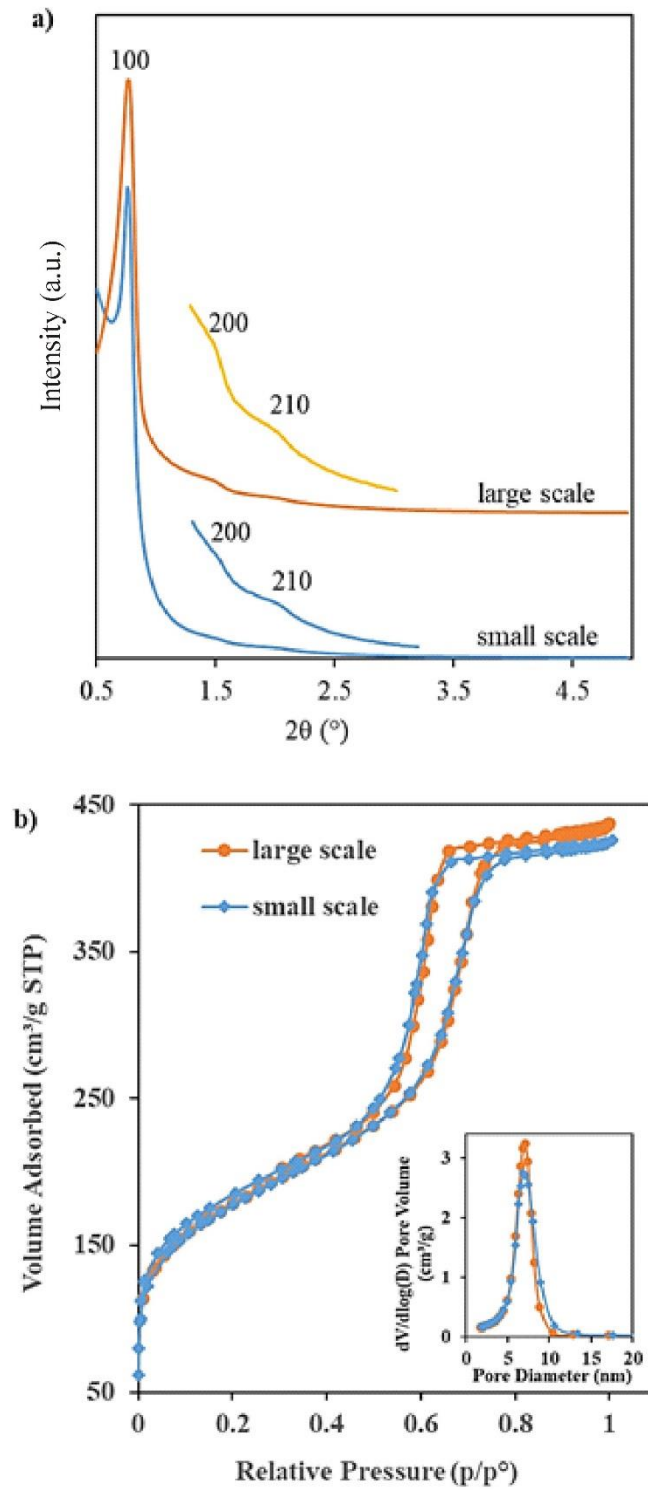 a)
100
200
210
large scale
200
210
small scale
Intensity (a.u.)
0.5 1.5 2.5 3.5 4.5
2θ (°)
b)
450
350
250
150
50
large scale
small scale
Volume Adsorbed (cm³/g STP)
3
2
1
0
dV/dlog(D) Pore Volume
(cm³/g)
0 5 10 15 20
Pore Diameter (nm)
0 0.2 0.4 0.6 0.8 1
Relative Pressure (p/p°)